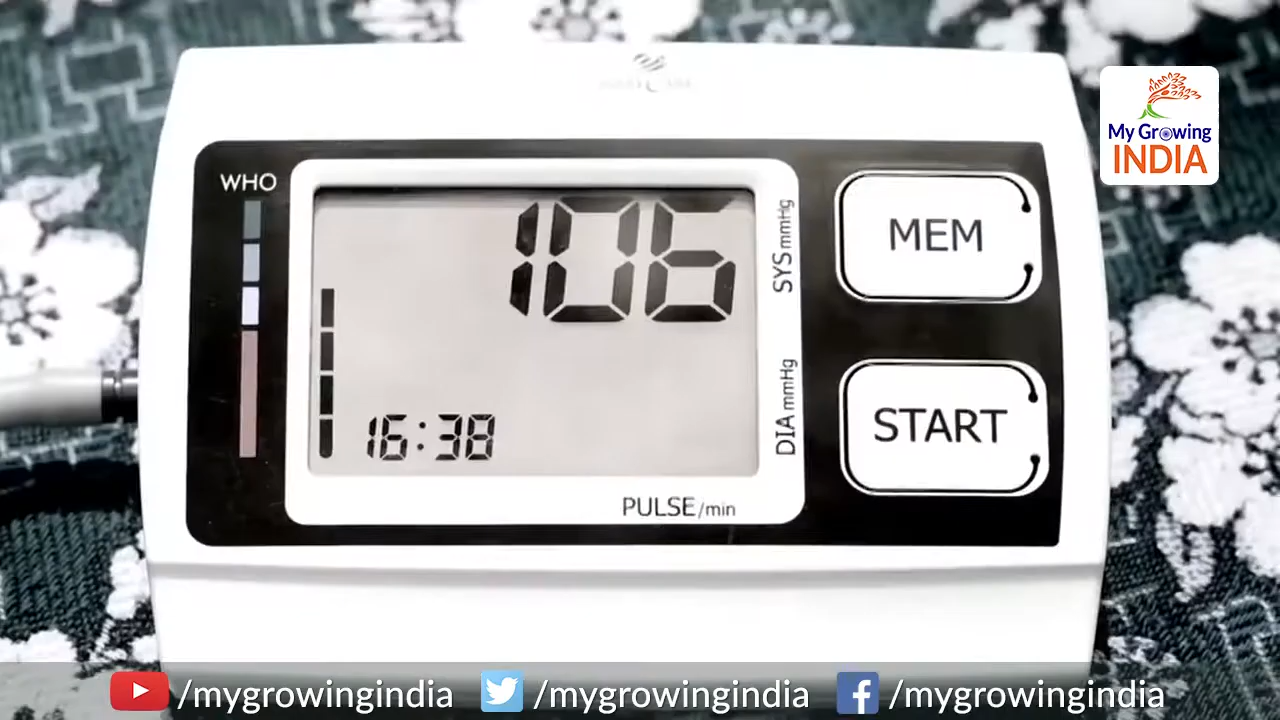 My Growing
INDIA
WHO
106
SYS mmHg
MEM
DIA mmHg
START
16:38
PULSE/min
/mygrowingindia
/mygrowingindia
/mygrowingindia